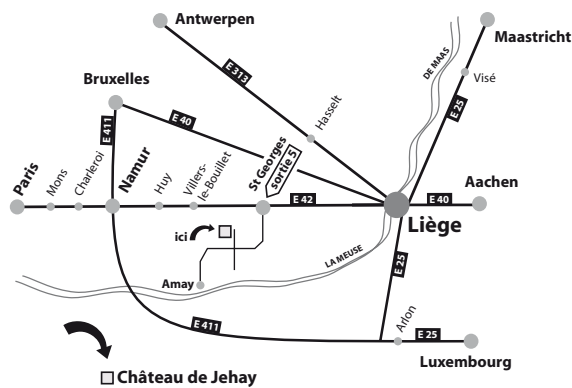 Antwerpen
Maastricht
DE MAAS
E 313
Visé
Bruxelles
E 25
Hasselt
E 40
E 411
St Georges
sortie 5
Paris
Mons
Charleroi
Namur
Huy
Villers-
le-Bouillet
E 42
E 40
Aachen
Liège
ici
LA MEUSE
E 25
Amay
E 411
Arlon
E 25
Luxembourg
Château de Jehay